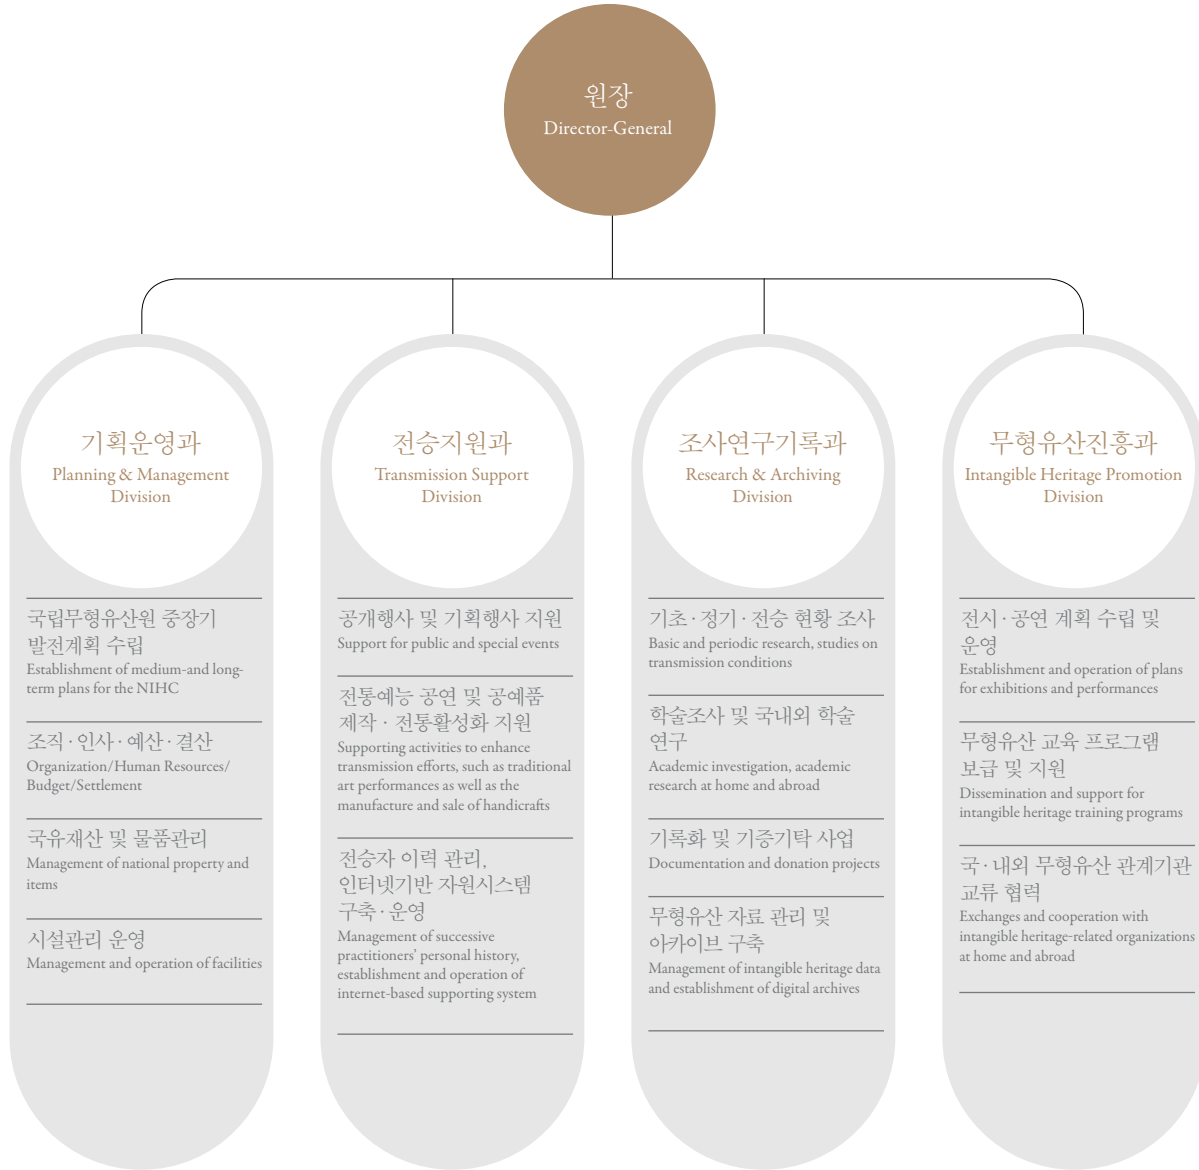 원장
Director-General
기획운영과
Planning & Management
Division
국립무형유산원 중장기
발전계획 수립
Establishment of medium-and long-
term plans for the NIHC
조직·인사·예산·결산
Organization/Human Resources/
Budget/Settlement
국유재산 및 물품관리
Management of national property and
items
시설관리 운영
Management and operation of facilities
전승지원과
Transmission Support
Division
공개행사 및 기획행사 지원
Support for public and special events
전통예능 공연 및 공예품
제작·전통활성화 지원
Supporting activities to enhance
transmission efforts, such as traditional
art performances as well as the
manufacture and sale of handicrafts
전승자 이력 관리,
인터넷기반 자원시스템
구축·운영
Management of successive
practitioners' personal history,
establishment and operation of
internet-based supporting system
조사연구기록과
Research & Archiving
Division
기초·정기·전승 현황 조사
Basic and periodic research, studies on
transmission conditions
학술조사 및 국내외 학술
연구
Academic investigation, academic
research at home and abroad
기록화 및 기증기탁 사업
Documentation and donation projects
무형유산 자료 관리 및
아카이브 구축
Management of intangible heritage data
and establishment of digital archives
무형유산진흥과
Intangible Heritage Promotion
Division
전시·공연 계획 수립 및
운영
Establishment and operation of plans
for exhibitions and performances
무형유산 교육 프로그램
보급 및 지원
Dissemination and support for
intangible heritage training programs
국·내외 무형유산 관계기관
교류 협력
Exchanges and cooperation with
intangible heritage-related organizations
at home and abroad